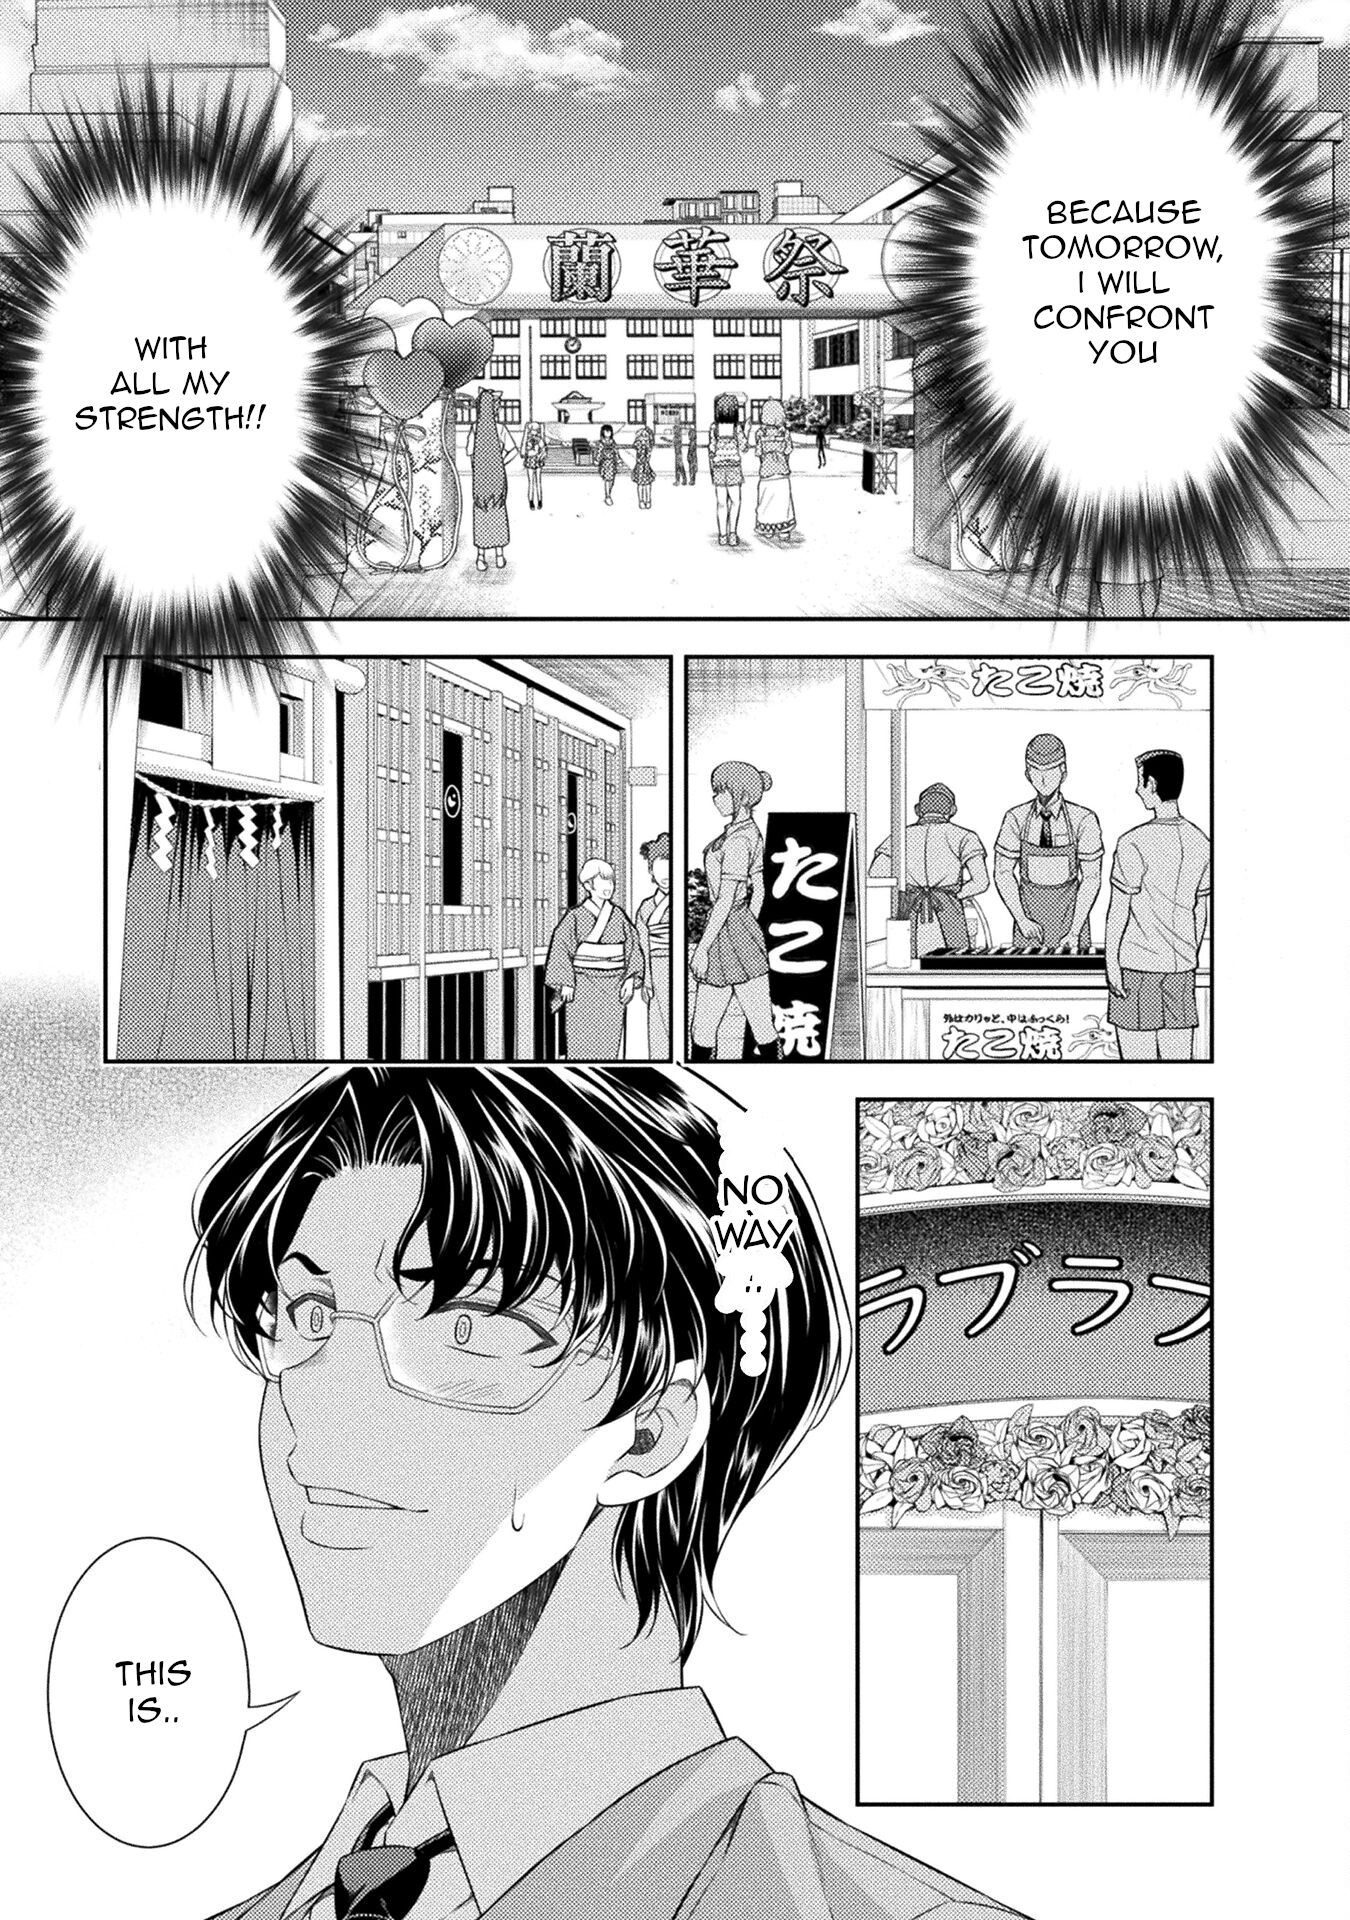 BECAUSE
TOMORROW,
I WILL
CONFRONT
YOU
蘭華祭
WITH
ALL MY
STRENGTH!!
たこ焼
たこ焼
外はカリッと、中はふっくら!
たこ焼
NO
WAY
..
ラブラブ
THIS
IS..